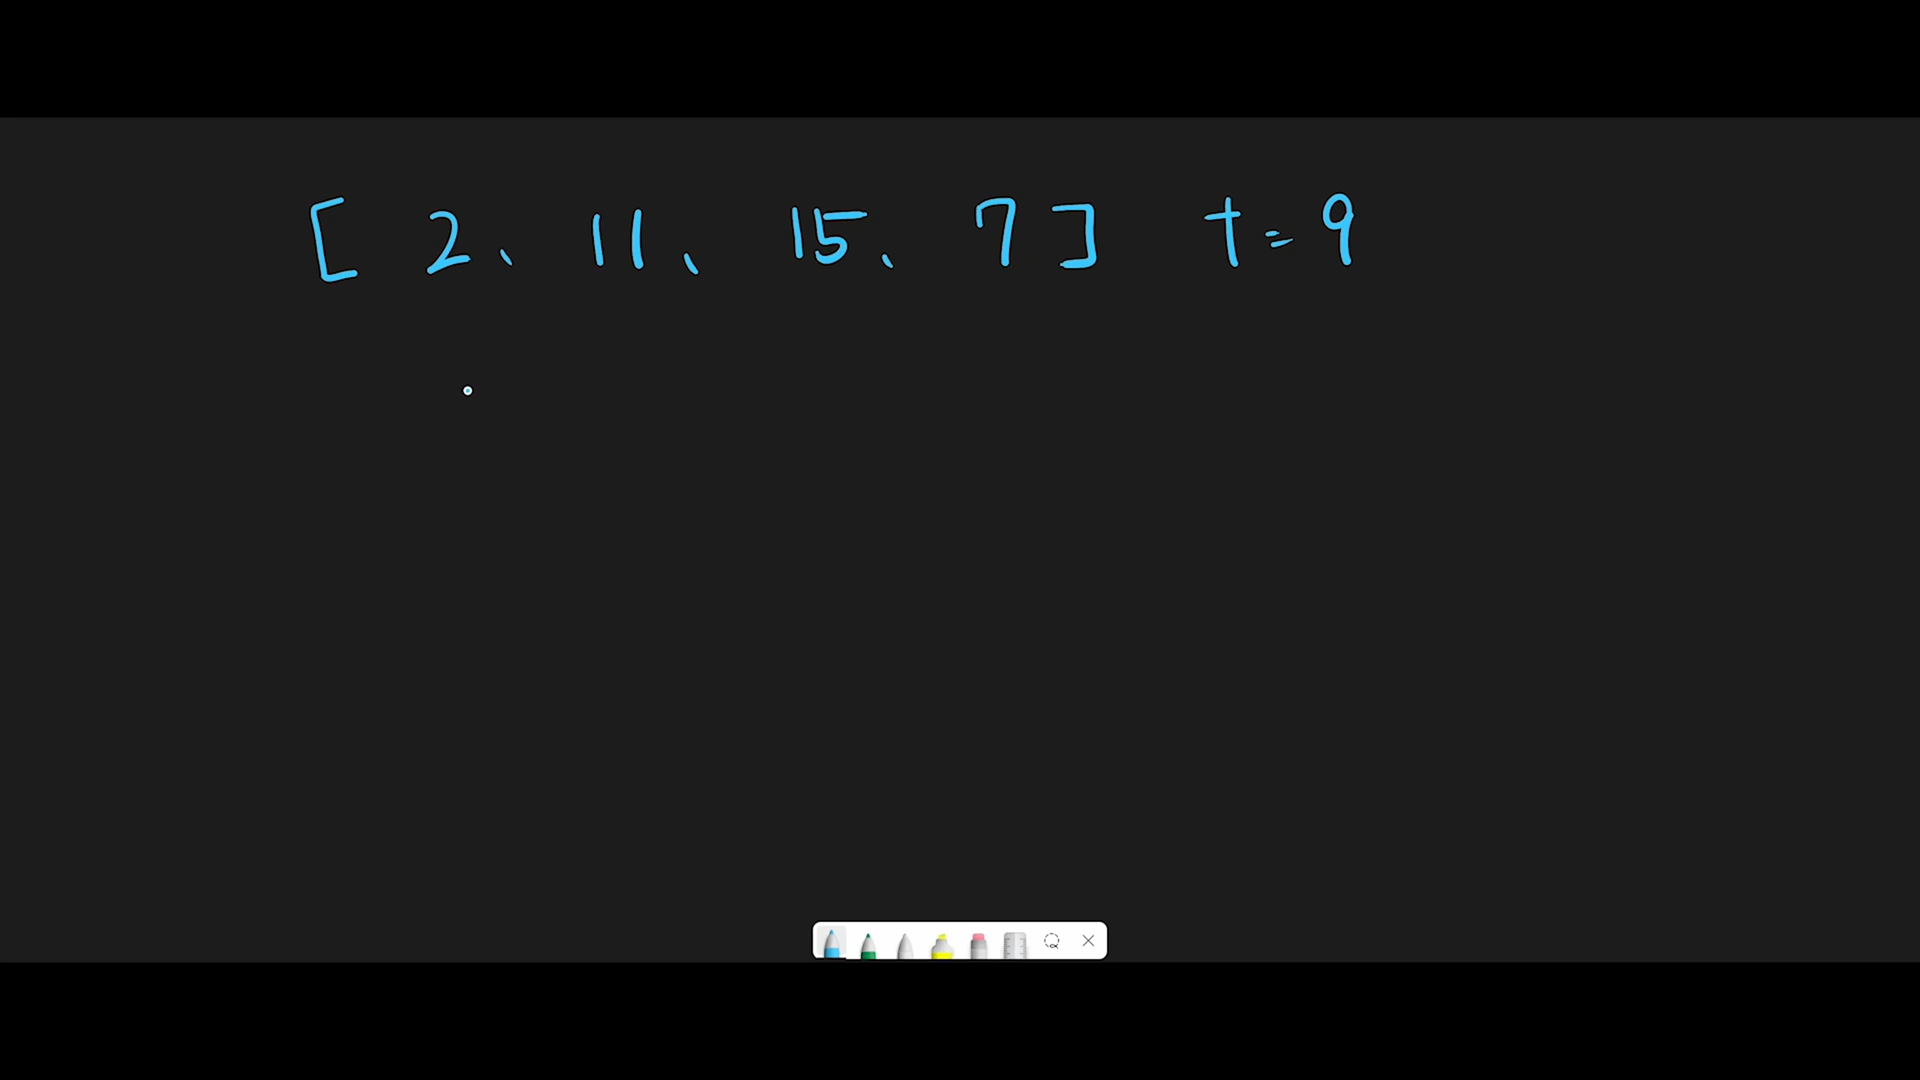 [ 2、 11、 15、 7 ] t = 9